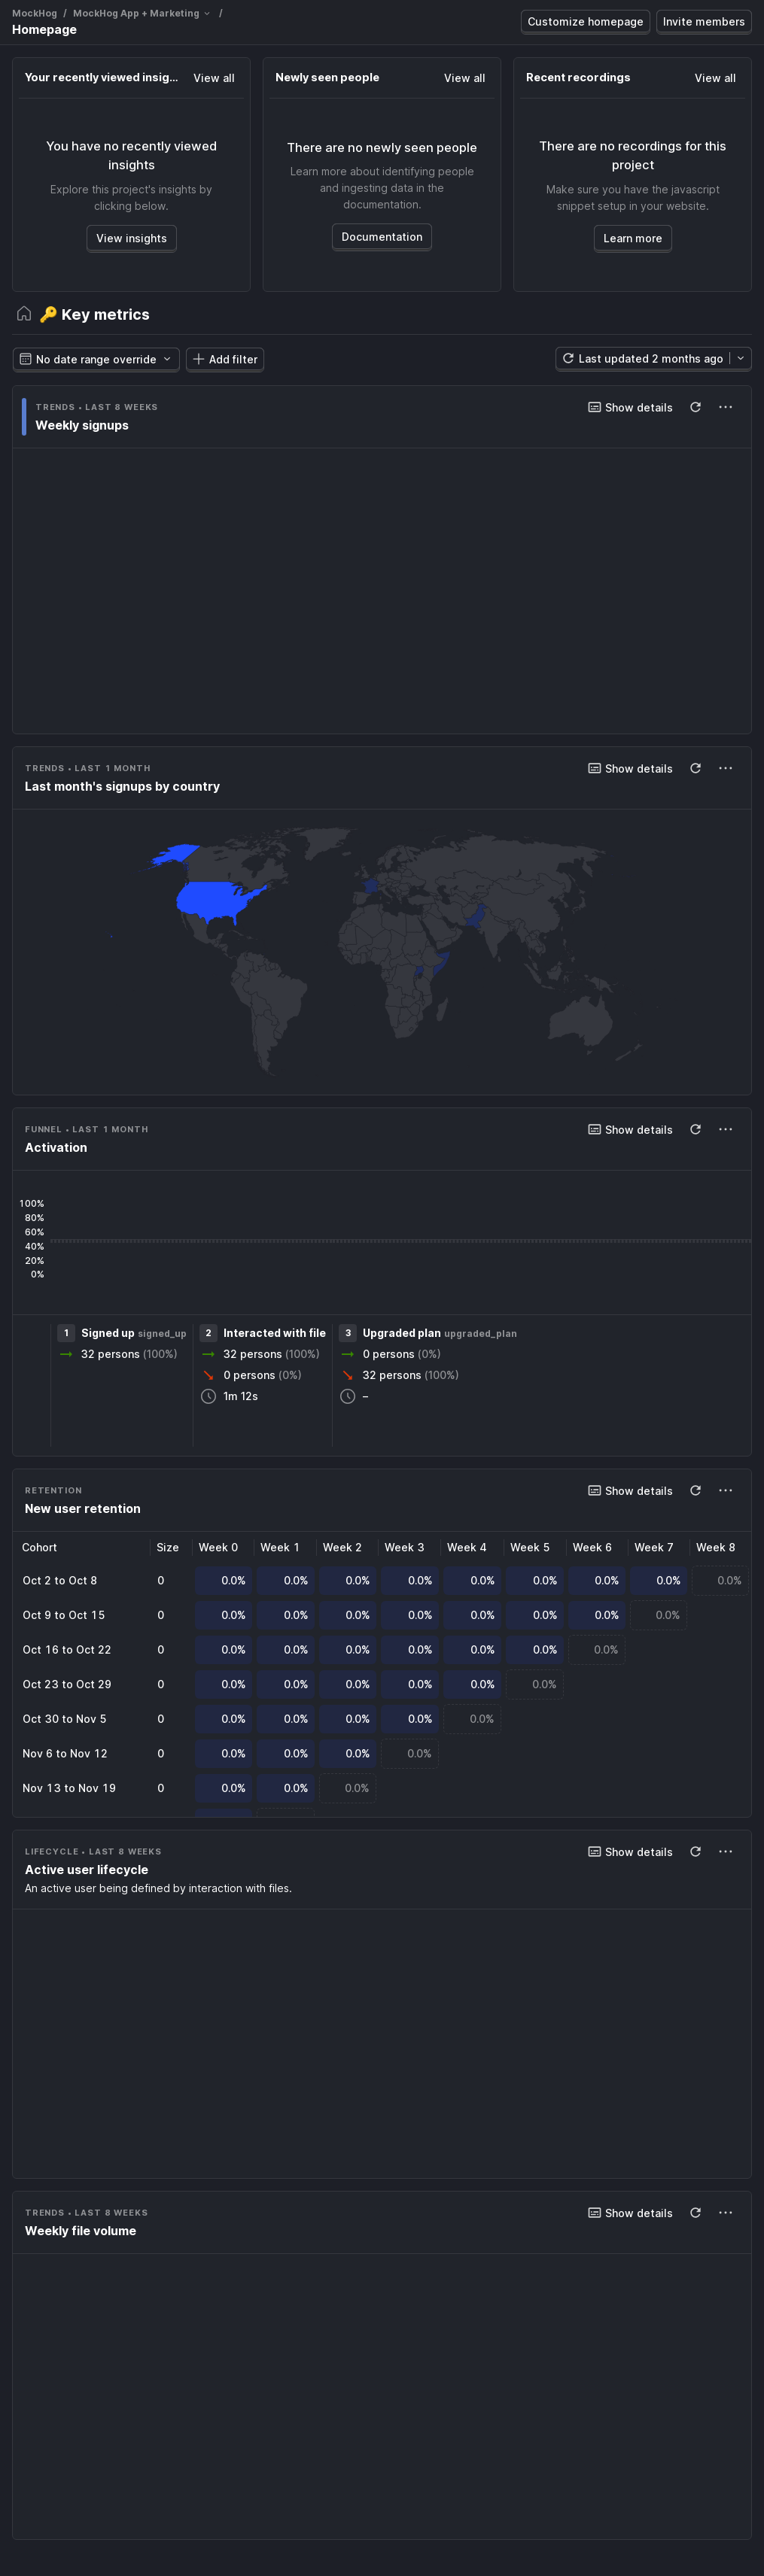 MockHog / MockHog App + Marketing /
Homepage
Customize homepage
Invite members
Your recently viewed insig...
View all
You have no recently viewed
insights
Explore this project's insights by
clicking below.
View insights
Newly seen people
View all
There are no newly seen people
Learn more about identifying people
and ingesting data in the
documentation.
Documentation
Recent recordings
View all
There are no recordings for this
project
Make sure you have the javascript
snippet setup in your website.
Learn more
🔑 Key metrics
No date range override
Add filter
Last updated 2 months ago
TRENDS • LAST 8 WEEKS
Show details
Weekly signups
TRENDS • LAST 1 MONTH
Show details
Last month's signups by country
FUNNEL • LAST 1 MONTH
Show details
Activation
100%
80%
60%
40%
20%
0%
1 Signed up signed_up
32 persons (100%)
2 Interacted with file
32 persons (100%)
0 persons (0%)
1m 12s
3 Upgraded plan upgraded_plan
0 persons (0%)
32 persons (100%)
–
RETENTION
Show details
New user retention
Cohort Size Week 0 Week 1 Week 2 Week 3 Week 4 Week 5 Week 6 Week 7 Week 8
Oct 2 to Oct 8 0 0.0% 0.0% 0.0% 0.0% 0.0% 0.0% 0.0% 0.0% 0.0%
Oct 9 to Oct 15 0 0.0% 0.0% 0.0% 0.0% 0.0% 0.0% 0.0% 0.0%
Oct 16 to Oct 22 0 0.0% 0.0% 0.0% 0.0% 0.0% 0.0% 0.0%
Oct 23 to Oct 29 0 0.0% 0.0% 0.0% 0.0% 0.0% 0.0%
Oct 30 to Nov 5 0 0.0% 0.0% 0.0% 0.0% 0.0%
Nov 6 to Nov 12 0 0.0% 0.0% 0.0% 0.0%
Nov 13 to Nov 19 0 0.0% 0.0% 0.0%
LIFECYCLE • LAST 8 WEEKS
Show details
Active user lifecycle
An active user being defined by interaction with files.
TRENDS • LAST 8 WEEKS
Show details
Weekly file volume